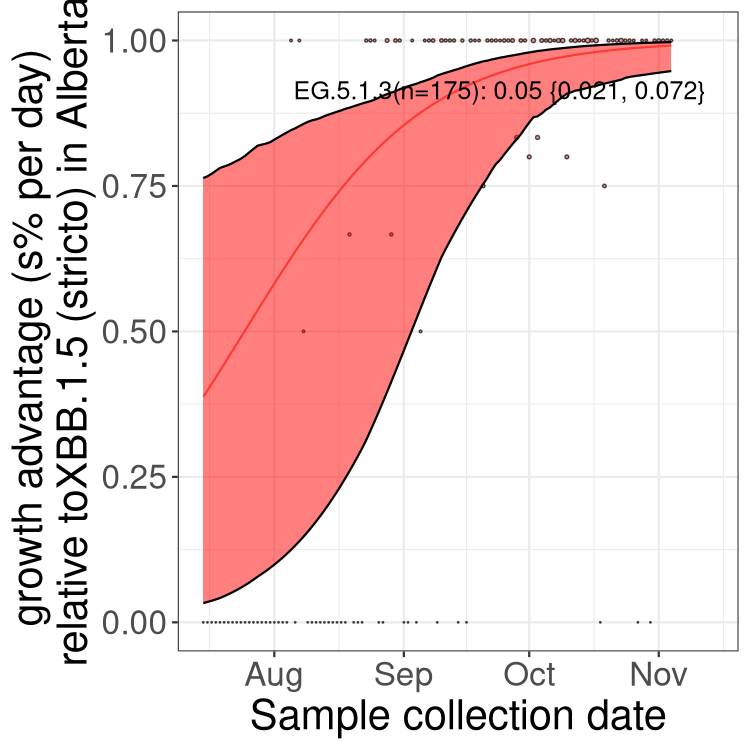 growth advantage (s% per day)
relative toXBB.1.5 (stricto) in Alberta
1.00
0.75
0.50
0.25
0.00
EG.5.1.3(n=175): 0.05 {0.021, 0.072}
Aug Sep Oct Nov
Sample collection date